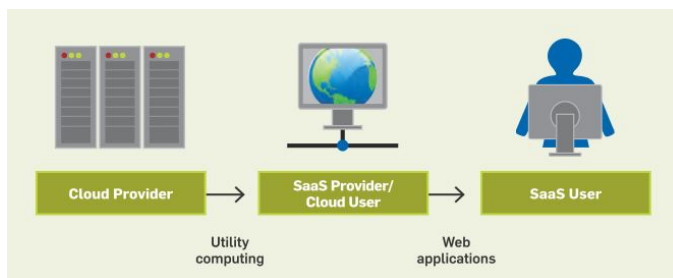 Cloud Provider
SaaS Provider/
Cloud User
SaaS User
Utility
computing
Web
applications